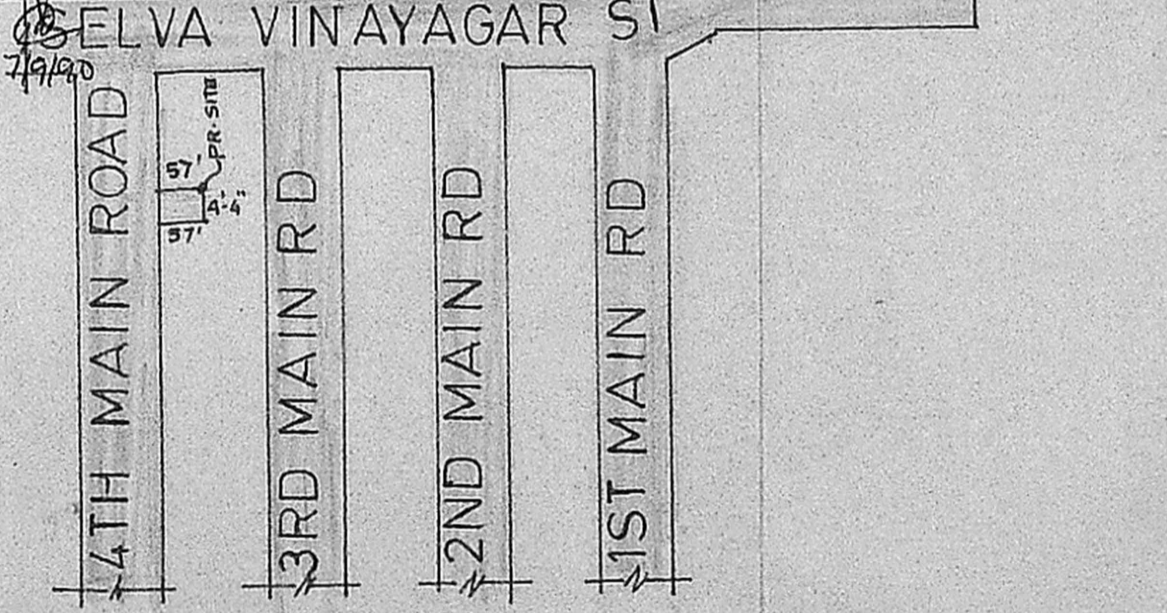 SELVA VINAYAGAR ST
7/9/90
4TH MAIN ROAD
PR. SITE
57'
4'-4"
57'
3RD MAIN RD
2ND MAIN RD
1ST MAIN RD